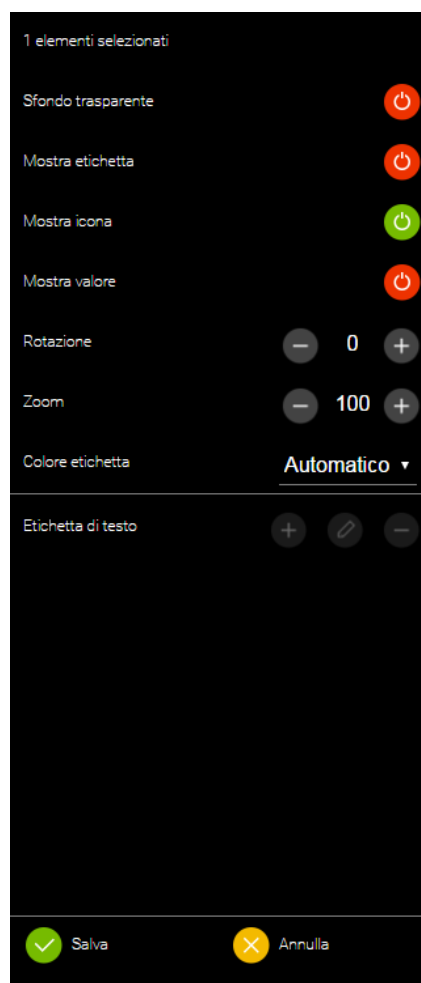 1 elementi selezionati
Sfondo trasparente
Mostra etichetta
Mostra icona
Mostra valore
Rotazione 0
Zoom 100
Colore etichetta Automatico
Etichetta di testo
Salva Annulla